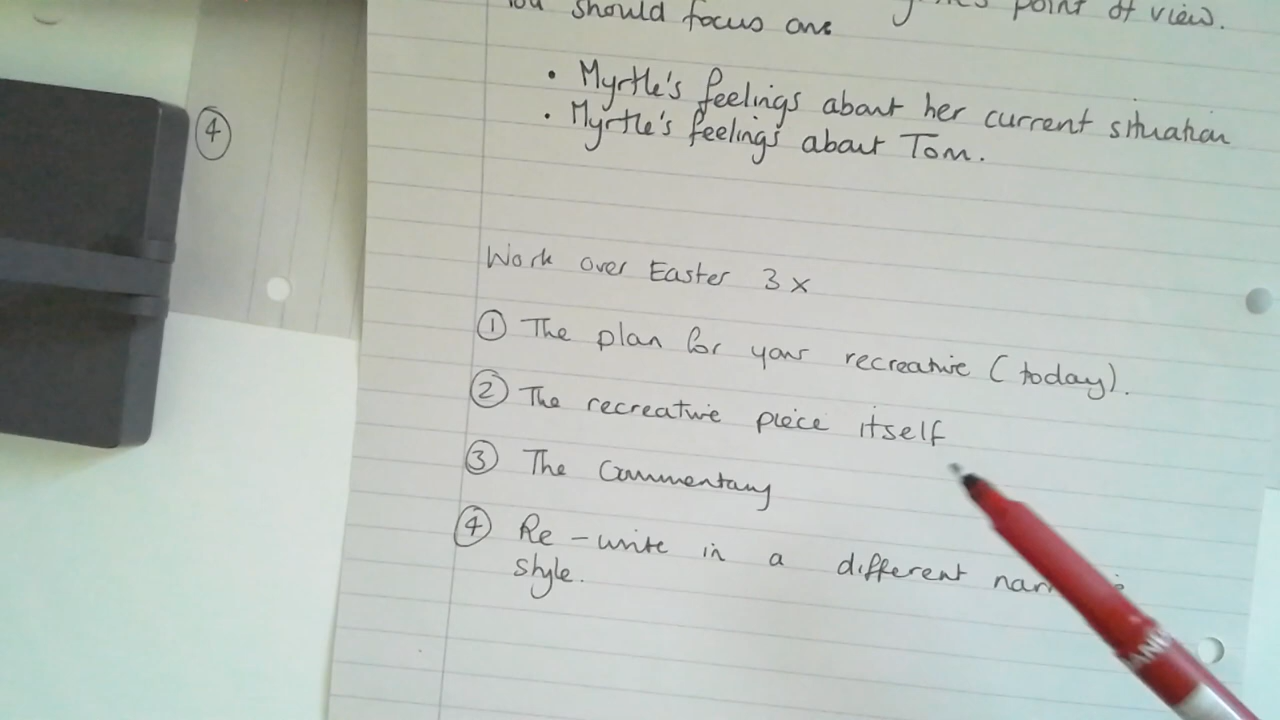 should focus on: point of view.
• Myrtle's feelings about her current situation
• Myrtle's feelings about Tom.
④
Work over Easter 3x
① The plan for your recreative (today).
② The recreative piece itself
③ The Commentary
④ Re-write in a different
style.